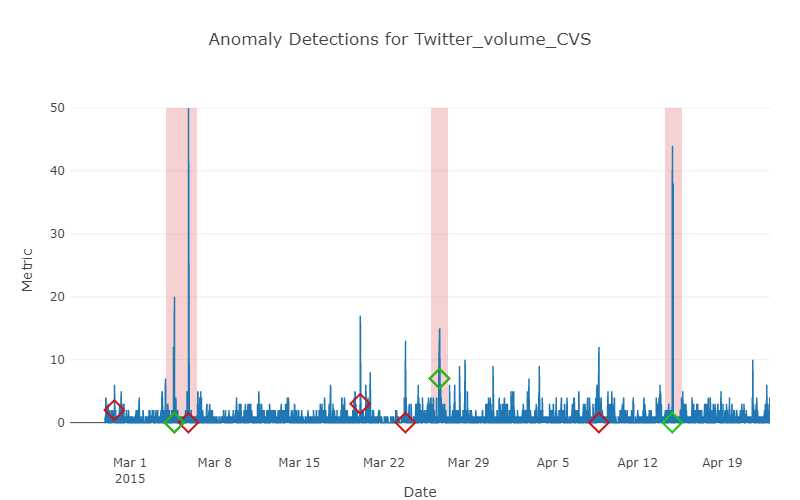 Anomaly Detections for Twitter_volume_CVS
50
40
30
20
10
0
Metric
Mar 1
2015
Mar 8
Mar 15
Mar 22
Mar 29
Apr 5
Apr 12
Apr 19
Date